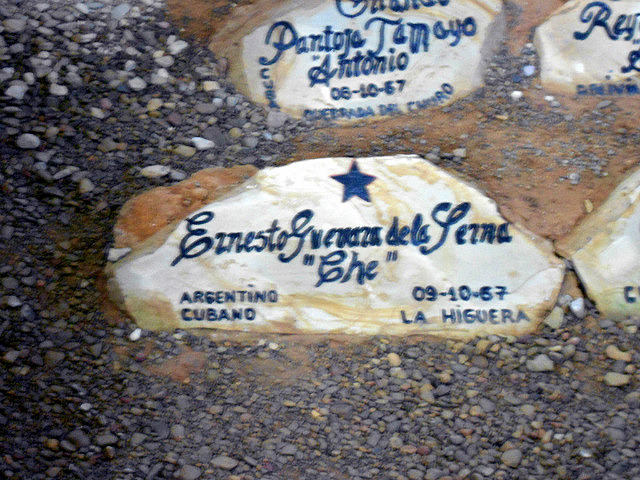 Pantoja Tamayo
"Antonio"
08-10-67
QUEBRADA DEL CHURO
Ernesto Guevara de la Serna
"Che"
ARGENTINO 09-10-67
CUBANO LA HIGUERA